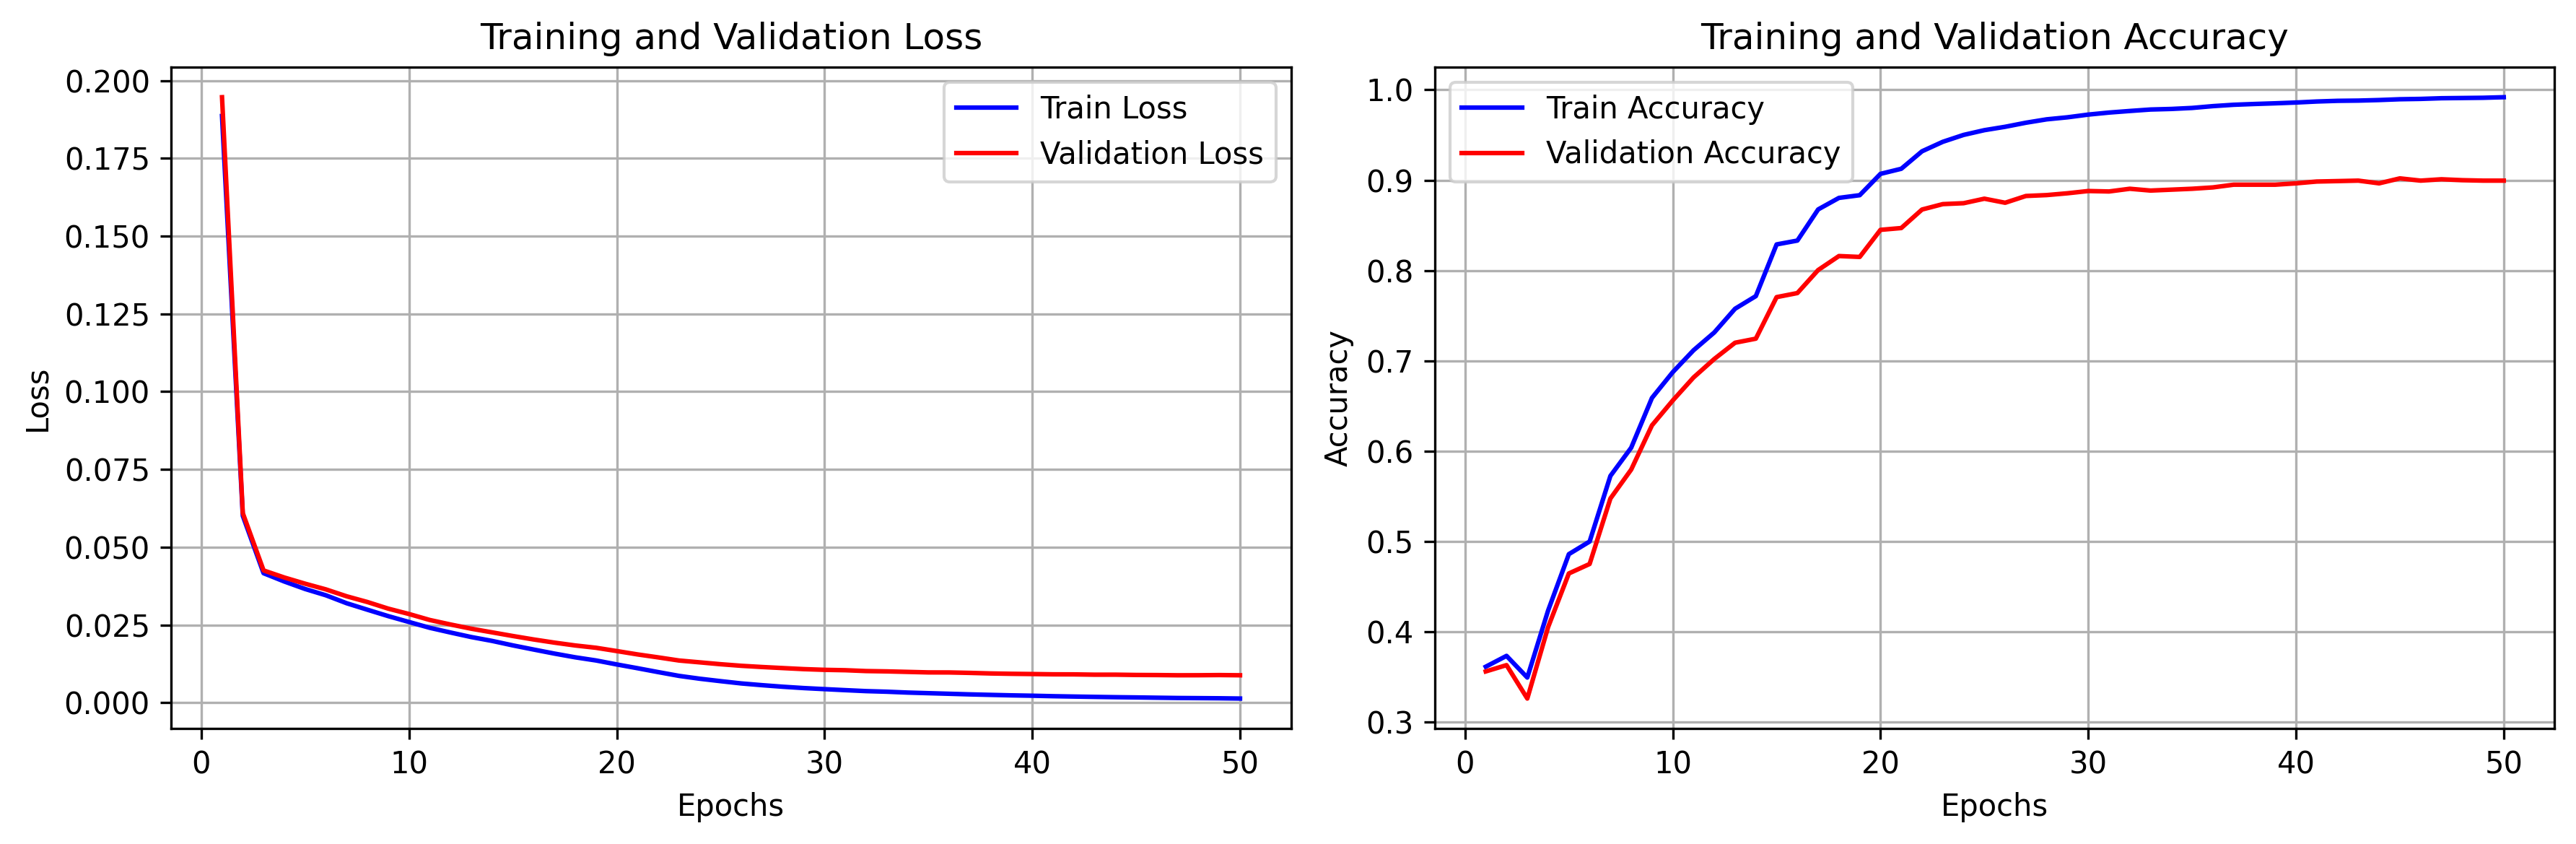 Training and Validation Loss
0.200
0.175
0.150
0.125
0.100
0.075
0.050
0.025
0.000
Loss
Train Loss
Validation Loss
0 10 20 30 40 50
Epochs
Training and Validation Accuracy
1.0
0.9
0.8
0.7
0.6
0.5
0.4
0.3
Accuracy
Train Accuracy
Validation Accuracy
0 10 20 30 40 50
Epochs